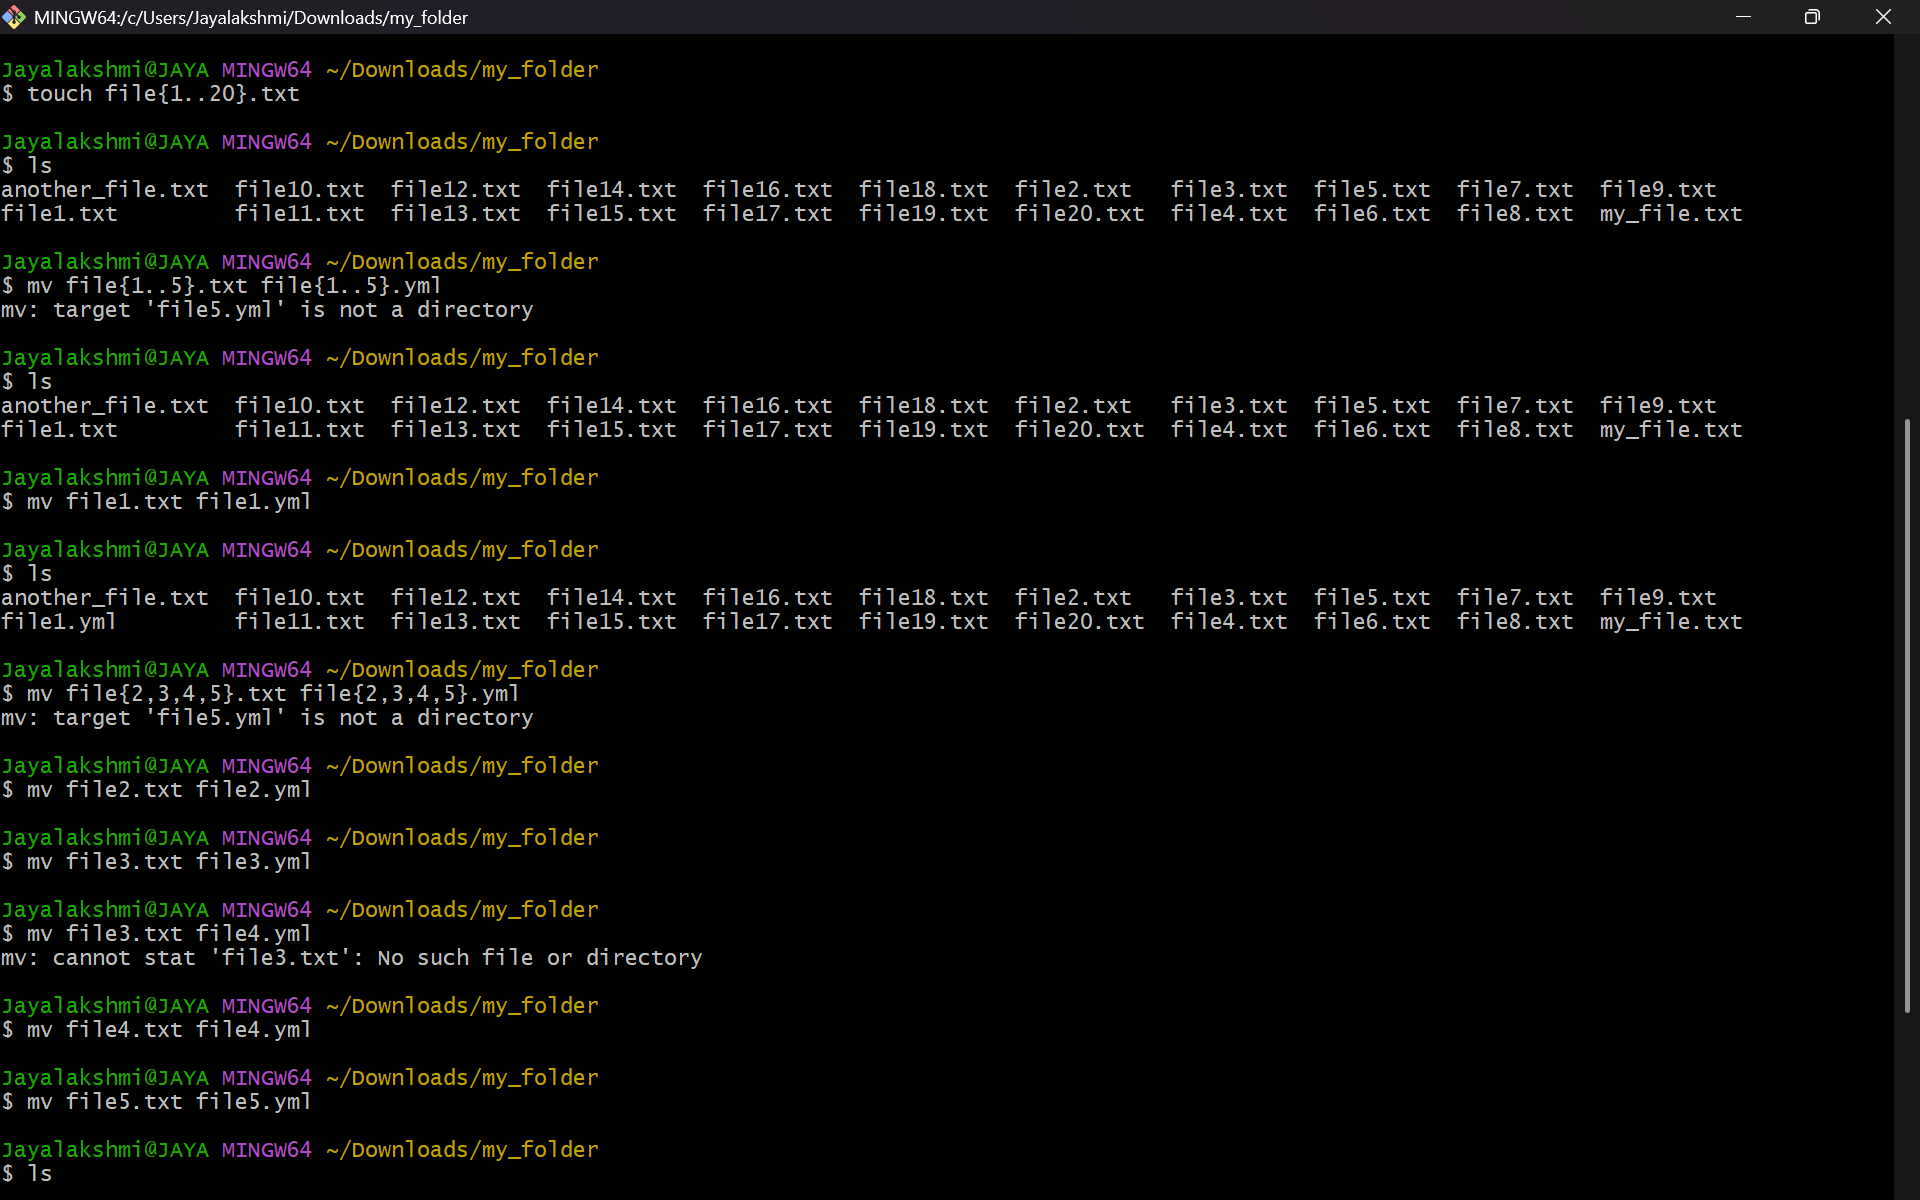 MINGW64:/c/Users/Jayalakshmi/Downloads/my_folder
Jayalakshmi@JAYA MINGW64 ~/Downloads/my_folder
$ touch file{1..20}.txt
Jayalakshmi@JAYA MINGW64 ~/Downloads/my_folder
$ ls
another_file.txt  file10.txt  file12.txt  file14.txt  file16.txt  file18.txt  file2.txt   file3.txt  file5.txt  file7.txt  file9.txt
file1.txt         file11.txt  file13.txt  file15.txt  file17.txt  file19.txt  file20.txt  file4.txt  file6.txt  file8.txt  my_file.txt
Jayalakshmi@JAYA MINGW64 ~/Downloads/my_folder
$ mv file{1..5}.txt file{1..5}.yml
mv: target 'file5.yml' is not a directory
Jayalakshmi@JAYA MINGW64 ~/Downloads/my_folder
$ ls
another_file.txt  file10.txt  file12.txt  file14.txt  file16.txt  file18.txt  file2.txt   file3.txt  file5.txt  file7.txt  file9.txt
file1.txt         file11.txt  file13.txt  file15.txt  file17.txt  file19.txt  file20.txt  file4.txt  file6.txt  file8.txt  my_file.txt
Jayalakshmi@JAYA MINGW64 ~/Downloads/my_folder
$ mv file1.txt file1.yml
Jayalakshmi@JAYA MINGW64 ~/Downloads/my_folder
$ ls
another_file.txt  file10.txt  file12.txt  file14.txt  file16.txt  file18.txt  file2.txt   file3.txt  file5.txt  file7.txt  file9.txt
file1.yml         file11.txt  file13.txt  file15.txt  file17.txt  file19.txt  file20.txt  file4.txt  file6.txt  file8.txt  my_file.txt
Jayalakshmi@JAYA MINGW64 ~/Downloads/my_folder
$ mv file{2,3,4,5}.txt file{2,3,4,5}.yml
mv: target 'file5.yml' is not a directory
Jayalakshmi@JAYA MINGW64 ~/Downloads/my_folder
$ mv file2.txt file2.yml
Jayalakshmi@JAYA MINGW64 ~/Downloads/my_folder
$ mv file3.txt file3.yml
Jayalakshmi@JAYA MINGW64 ~/Downloads/my_folder
$ mv file3.txt file4.yml
mv: cannot stat 'file3.txt': No such file or directory
Jayalakshmi@JAYA MINGW64 ~/Downloads/my_folder
$ mv file4.txt file4.yml
Jayalakshmi@JAYA MINGW64 ~/Downloads/my_folder
$ mv file5.txt file5.yml
Jayalakshmi@JAYA MINGW64 ~/Downloads/my_folder
$ ls